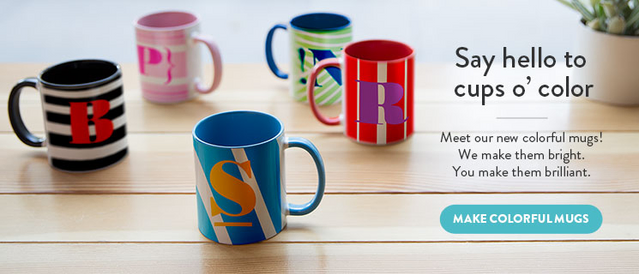 P}
N
B
R
S
Say hello to
cups o' color
Meet our new colorful mugs!
We make them bright.
You make them brilliant.
MAKE COLORFUL MUGS